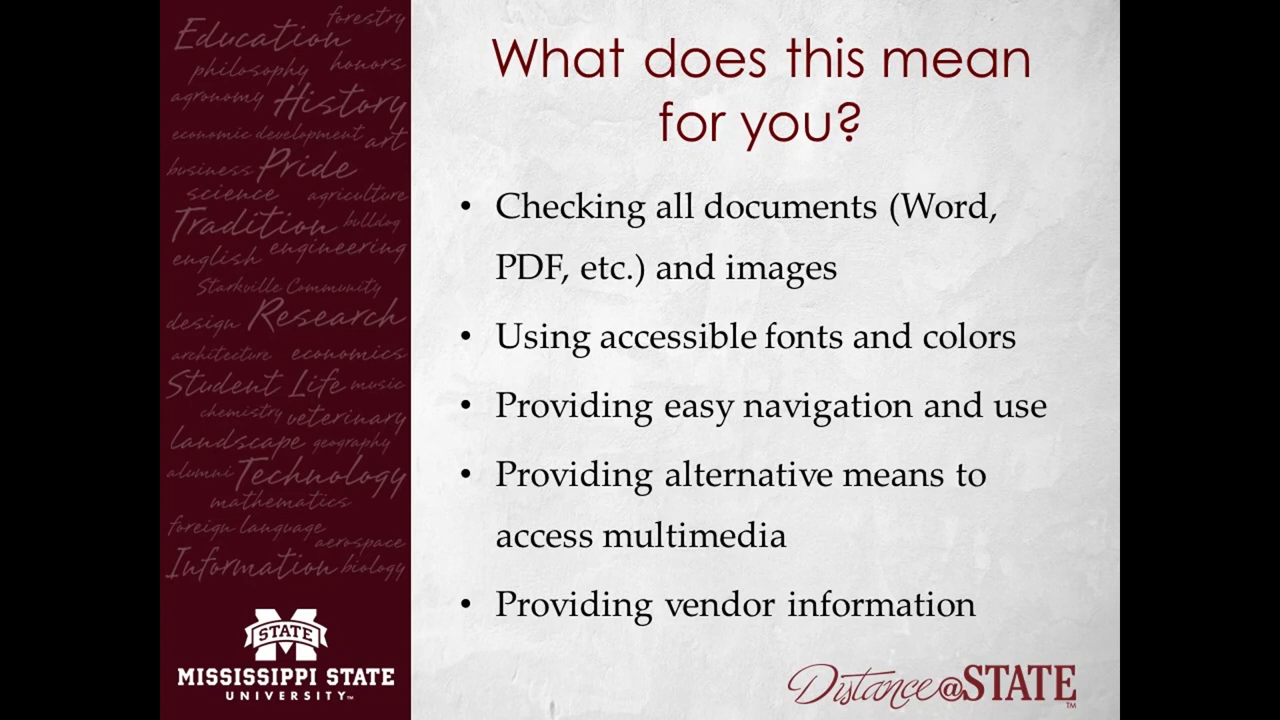 forestry
Education
philosophy honors
agronomy History
economic development art
business Pride
science agriculture
Tradition bulldog
english engineering
Starkville Community
design Research
architecture economics
Student Life music
chemistry veterinary
landscape geography
alumni Technology
mathematics
foreign language
aerospace
Information biology
M
STATE
MISSISSIPPI STATE
UNIVERSITY™
What does this mean
for you?
• Checking all documents (Word,
PDF, etc.) and images
• Using accessible fonts and colors
• Providing easy navigation and use
• Providing alternative means to
access multimedia
• Providing vendor information
Distance@STATE™